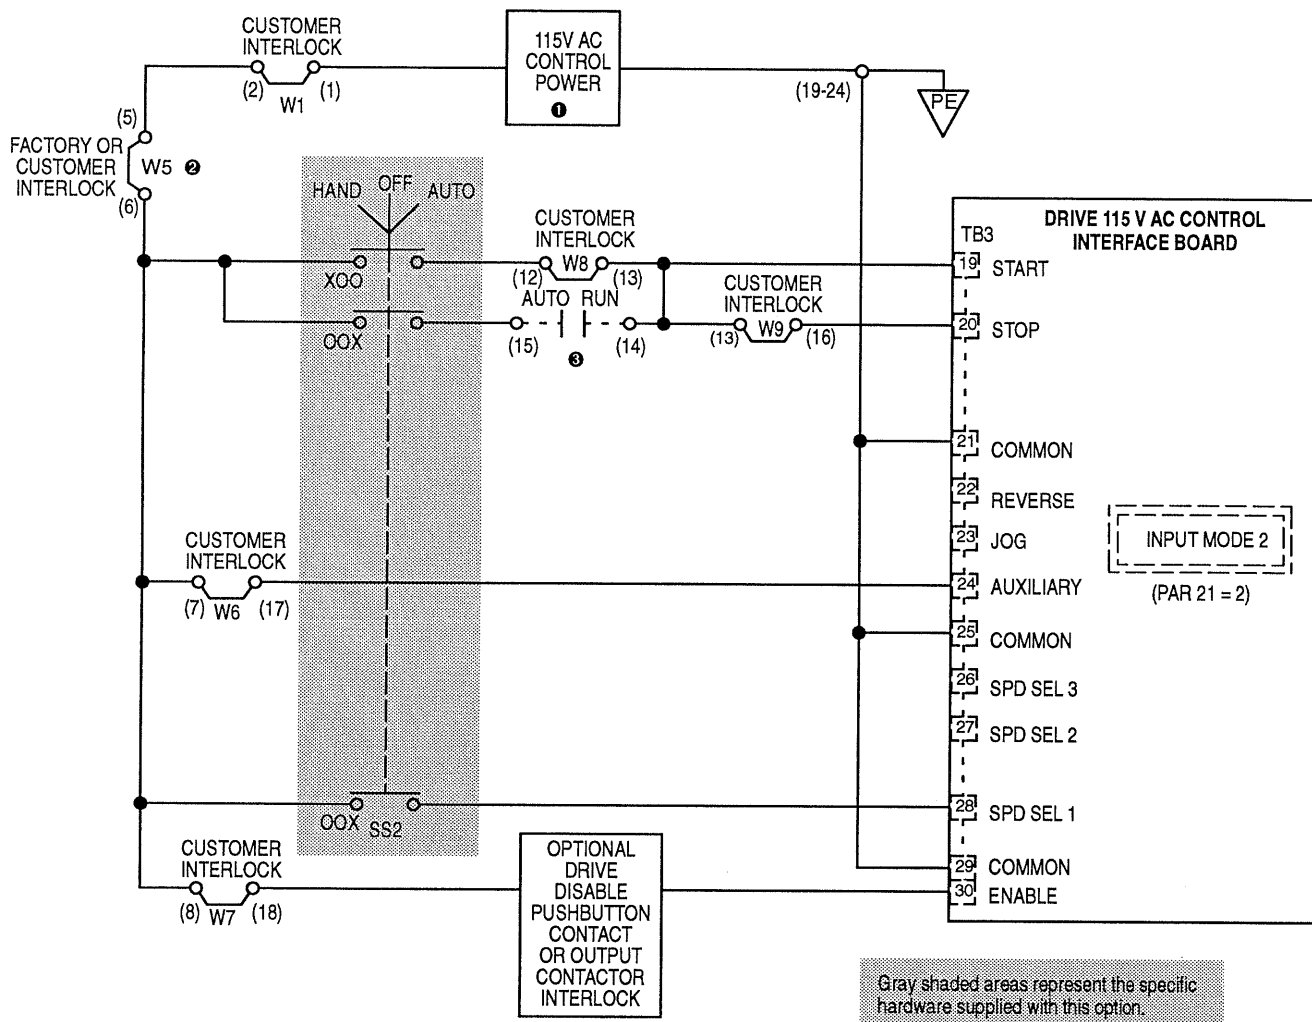 CUSTOMER
INTERLOCK
(2) W1 (1)
115V AC
CONTROL
POWER
❶
(19-24)
PE
(5)
FACTORY OR
CUSTOMER
INTERLOCK
W5 ❷
(6)
HAND OFF AUTO
XOO
OOX
CUSTOMER
INTERLOCK
(12) W8 (13)
AUTO RUN
(15) (14)
❸
CUSTOMER
INTERLOCK
(13) W9 (16)
DRIVE 115 V AC CONTROL
INTERFACE BOARD
TB3
19 START
20 STOP
21 COMMON
22 REVERSE
23 JOG
24 AUXILIARY
25 COMMON
26 SPD SEL 3
27 SPD SEL 2
28 SPD SEL 1
29 COMMON
30 ENABLE
INPUT MODE 2
(PAR 21 = 2)
CUSTOMER
INTERLOCK
(7) W6 (17)
OOX SS2
CUSTOMER
INTERLOCK
(8) W7 (18)
OPTIONAL
DRIVE
DISABLE
PUSHBUTTON
CONTACT
OR OUTPUT
CONTACTOR
INTERLOCK
Gray shaded areas represent the specific
hardware supplied with this option.